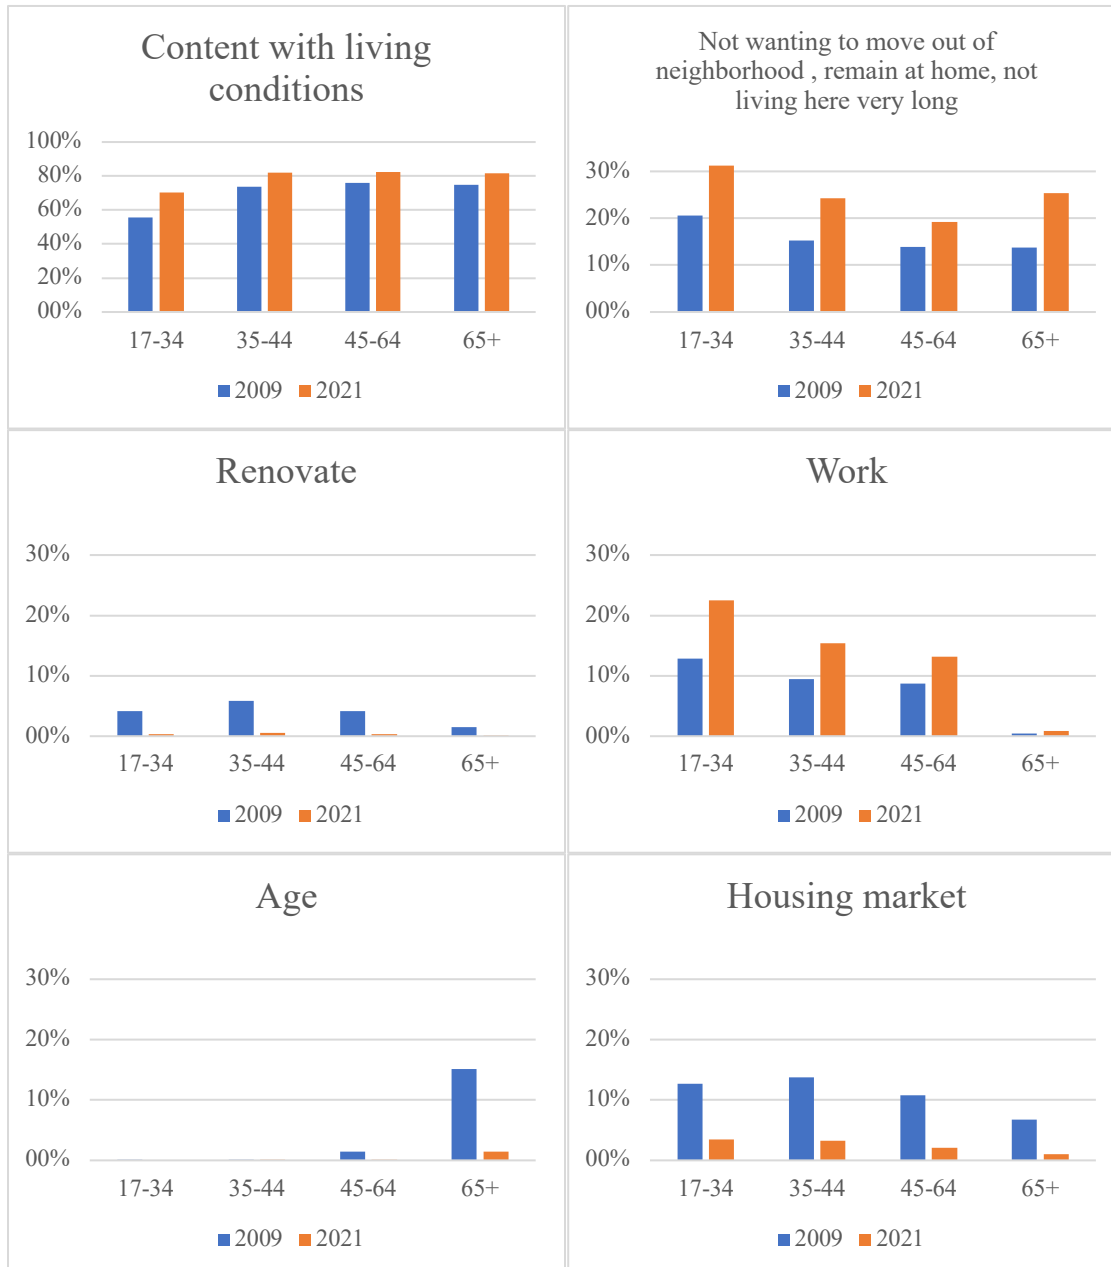 Content with living
conditions
100%
80%
60%
40%
20%
00%
17-34 35-44 45-64 65+
2009 2021
Not wanting to move out of
neighborhood , remain at home, not
living here very long
30%
20%
10%
00%
17-34 35-44 45-64 65+
2009 2021
Renovate
30%
20%
10%
00%
17-34 35-44 45-64 65+
2009 2021
Work
30%
20%
10%
00%
17-34 35-44 45-64 65+
2009 2021
Age
30%
20%
10%
00%
17-34 35-44 45-64 65+
2009 2021
Housing market
30%
20%
10%
00%
17-34 35-44 45-64 65+
2009 2021